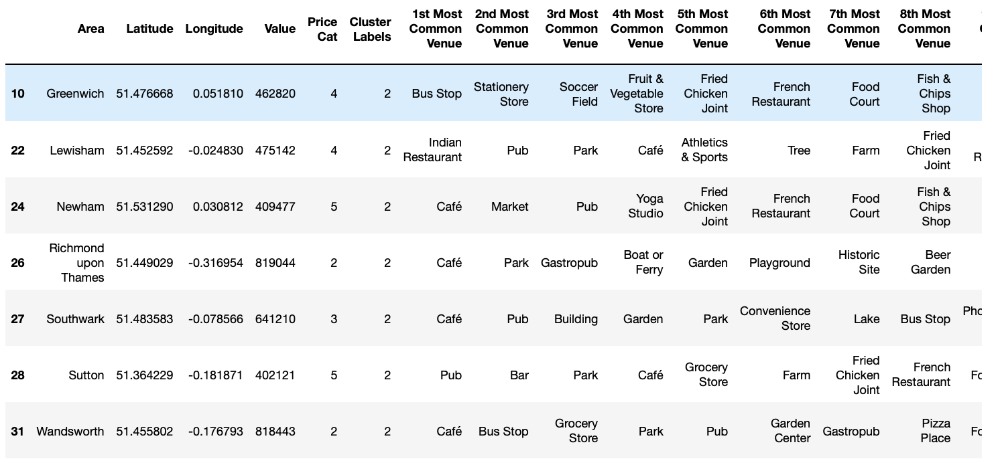 Area Latitude Longitude Value Price Cat Cluster Labels 1st Most Common Venue 2nd Most Common Venue 3rd Most Common Venue 4th Most Common Venue 5th Most Common Venue 6th Most Common Venue 7th Most Common Venue 8th Most Common Venue
10 Greenwich 51.476668 0.051810 462820 4 2 Bus Stop Stationery Store Soccer Field Fruit & Vegetable Store Fried Chicken Joint French Restaurant Food Court Fish & Chips Shop
22 Lewisham 51.452592 -0.024830 475142 4 2 Indian Restaurant Pub Park Café Athletics & Sports Tree Farm Fried Chicken Joint R
24 Newham 51.531290 0.030812 409477 5 2 Café Market Pub Yoga Studio Fried Chicken Joint French Restaurant Food Court Fish & Chips Shop
26 Richmond upon Thames 51.449029 -0.316954 819044 2 2 Café Park Gastropub Boat or Ferry Garden Playground Historic Site Beer Garden
27 Southwark 51.483583 -0.078566 641210 3 2 Café Pub Building Garden Park Convenience Store Lake Bus Stop Pho
28 Sutton 51.364229 -0.181871 402121 5 2 Pub Bar Park Café Grocery Store Farm Fried Chicken Joint French Restaurant Fo
31 Wandsworth 51.455802 -0.176793 818443 2 2 Café Bus Stop Grocery Store Park Pub Garden Center Gastropub Pizza Place Fo